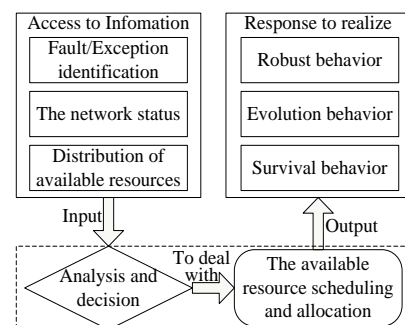 Access to Infomation
Fault/Exception
identification
The network status
Distribution of
available resources
Response to realize
Robust behavior
Evolution behavior
Survival behavior
Input
Output
Analysis and
decision
To deal
with
The available
resource scheduling
and allocation